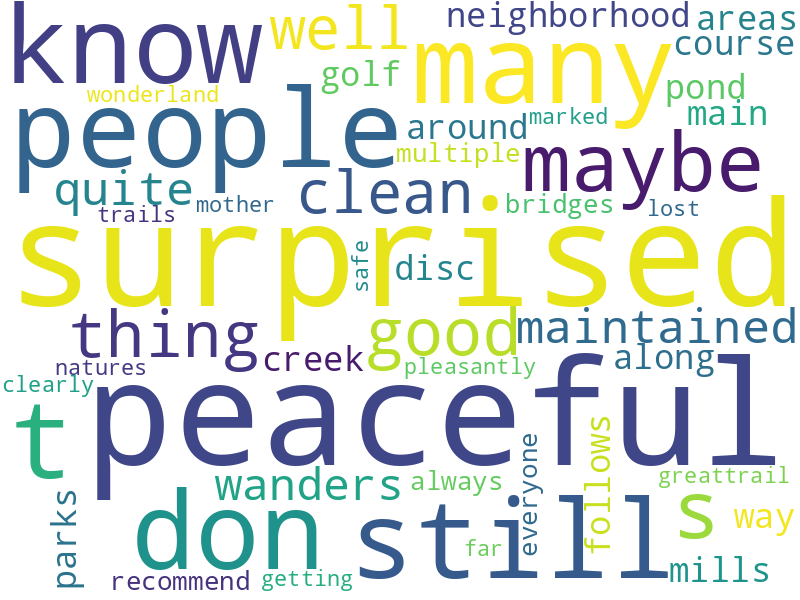 know
well
neighborhood
areas
many
course
golf
pond
wonderland
people
around
marked
main
multiple
maybe
quite
clean
trails
mother
bridges
lost
surprised
safe
disc
thing
good
maintained
creek
along
natures
pleasantly
clearly
peaceful
t
wanders
always
everyone
follows
greattrail
parks
don
still
s
way
far
mills
recommend
getting